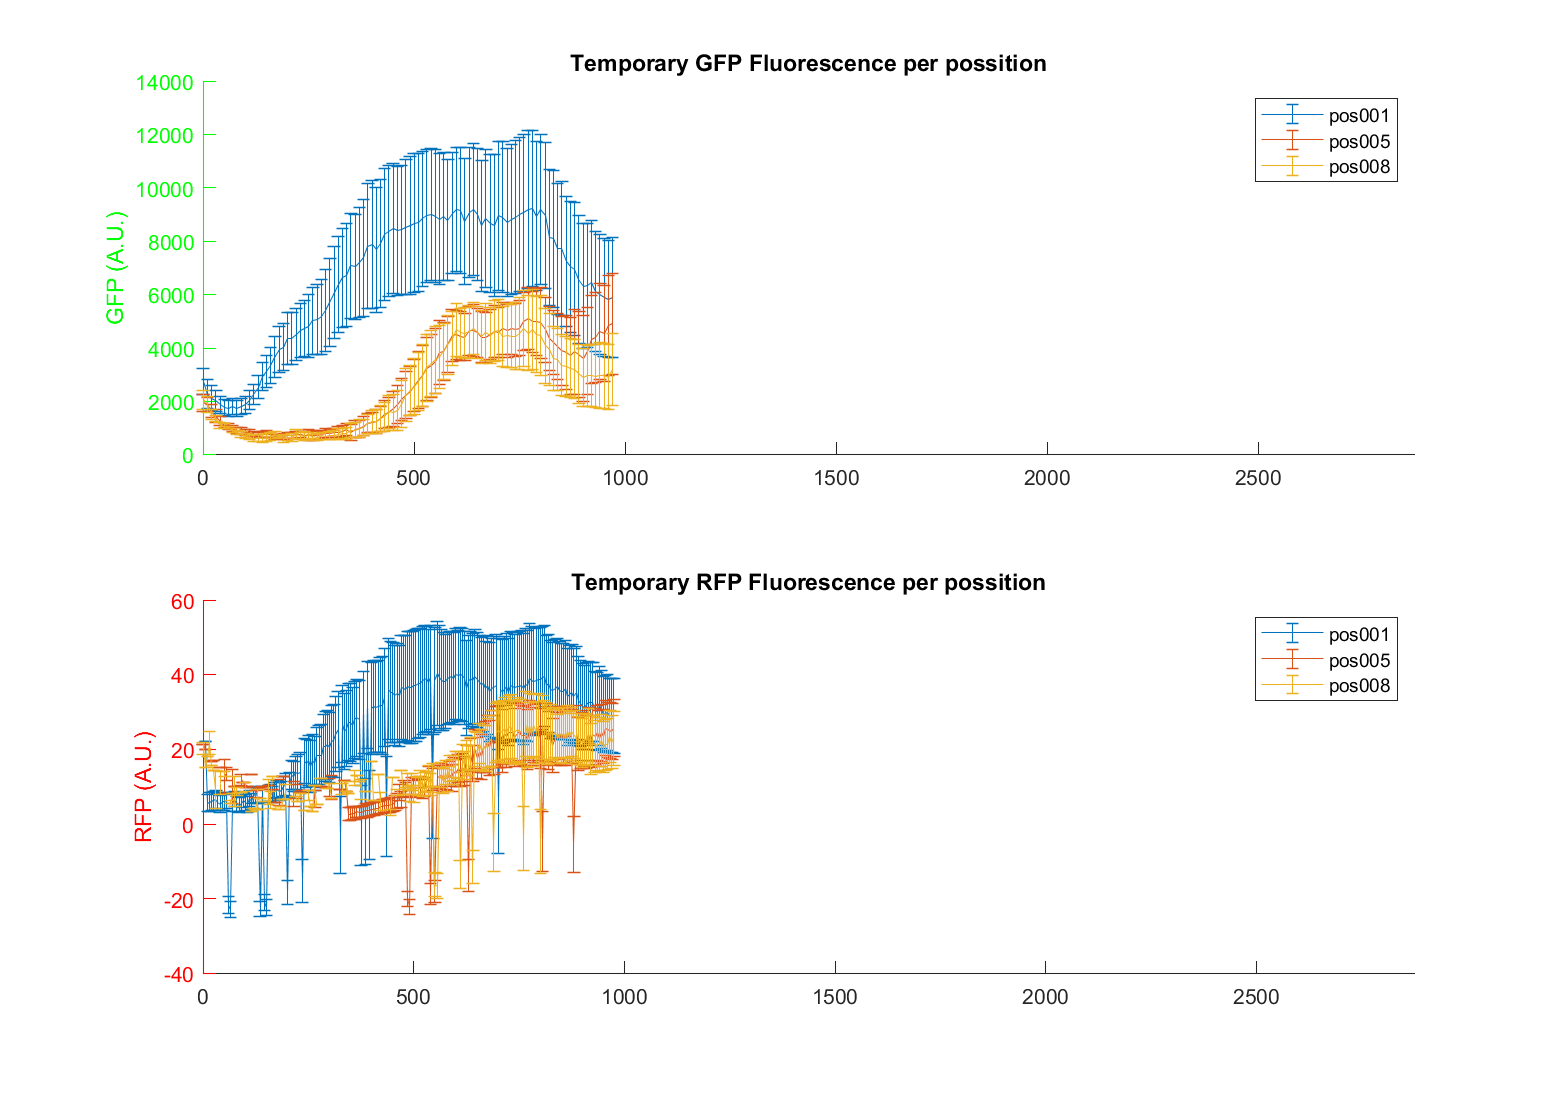 Temporary GFP Fluorescence per possition
14000
12000
10000
8000
6000
4000
2000
0
GFP (A.U.)
0 500 1000 1500 2000 2500
pos001
pos005
pos008
Temporary RFP Fluorescence per possition
60
40
20
0
-20
-40
RFP (A.U.)
0 500 1000 1500 2000 2500
pos001
pos005
pos008